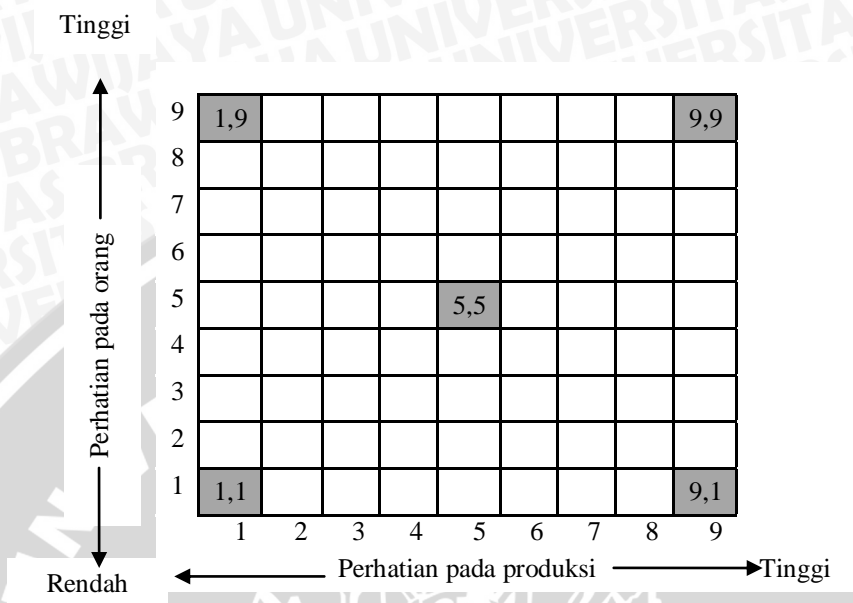 Tinggi
9 1,9 9,9
8
7
6
5 5,5
4
3
2
1 1,1 9,1
Perhatian pada orang
1 2 3 4 5 6 7 8 9
Rendah Perhatian pada produksi Tinggi